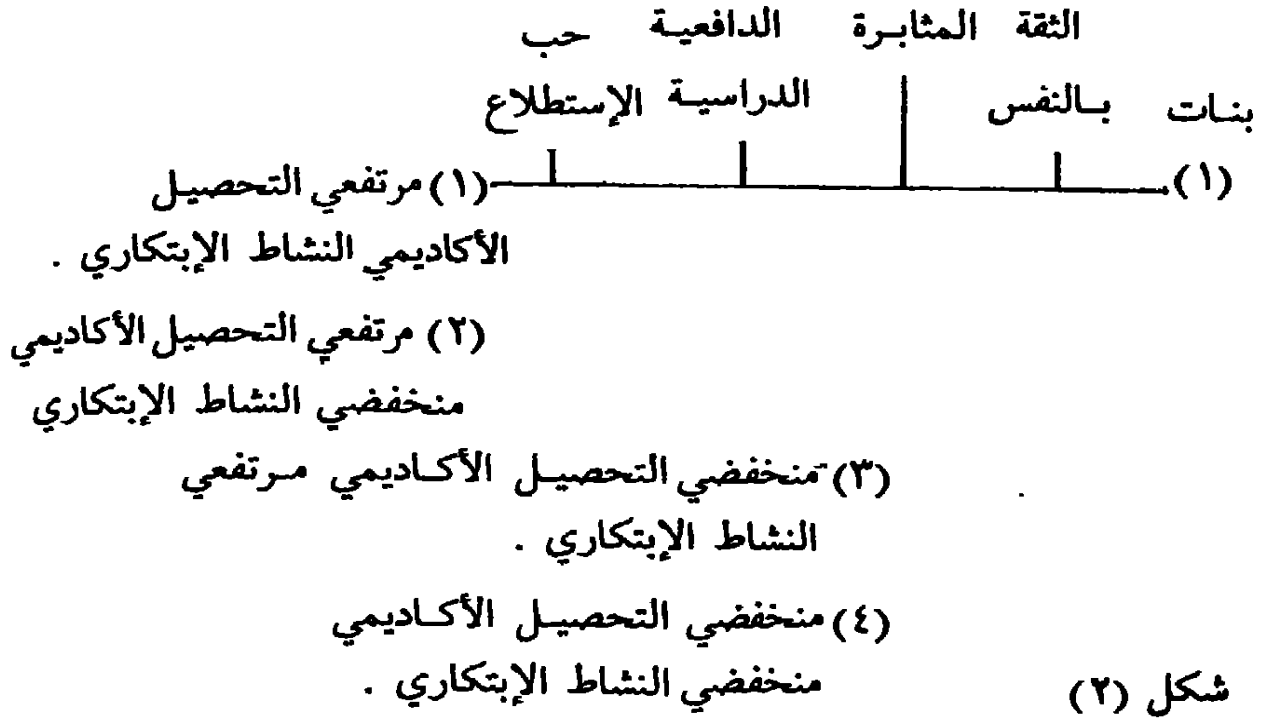 الثقة المثابرة الدافعية حب
بنات بالنفس الدراسية الإستطلاع
(١) (١) مرتفعي التحصيل
الأكاديمي النشاط الإبتكاري .
(٢) مرتفعي التحصيل الأكاديمي
منخفضي النشاط الإبتكاري
(٣) منخفضي التحصيل الأكاديمي مرتفعي
النشاط الإبتكاري .
(٤) منخفضي التحصيل الأكاديمي
شكل (٢) منخفضي النشاط الإبتكاري .